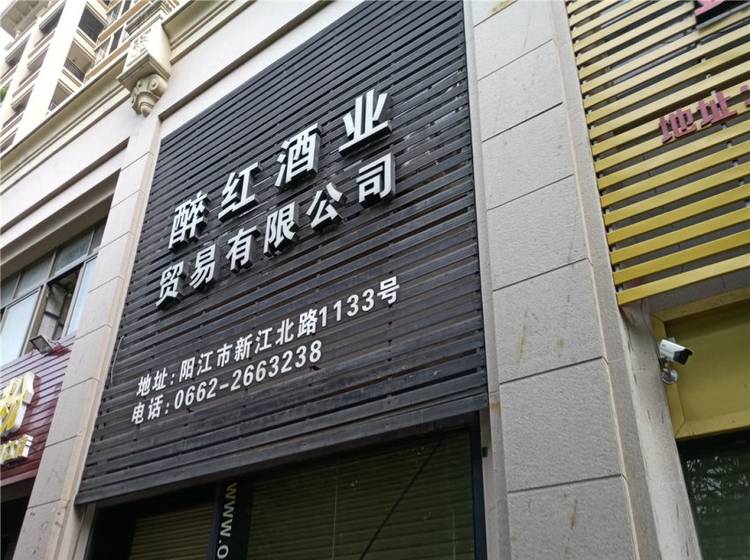 醉红酒业
贸易有限公司
地址:阳江市新江北路1133号
电话:0662-2663238
地址
www.o